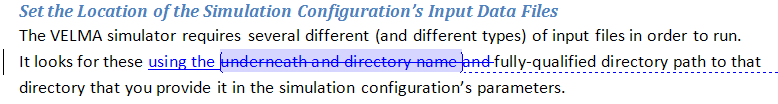 Set the Location of the Simulation Configuration's Input Data Files
The VELMA simulator requires several different (and different types) of input files in order to run.
It looks for these using the underneath and directory name and fully-qualified directory path to that
directory that you provide it in the simulation configuration's parameters.